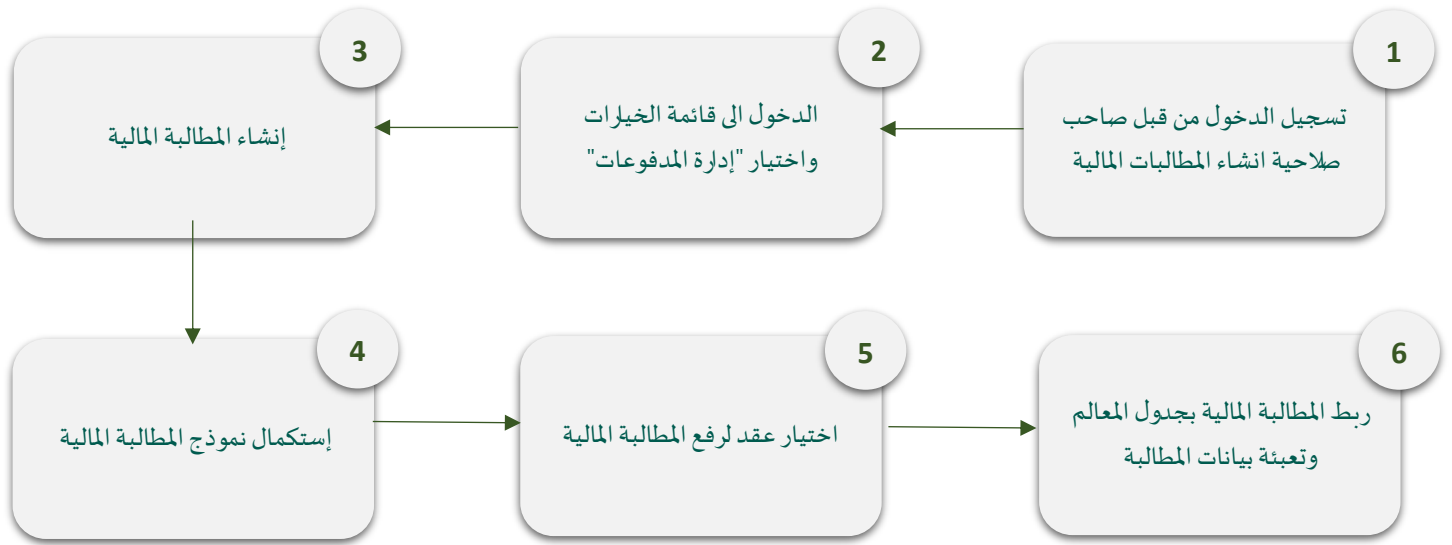 1
تسجيل الدخول من قبل صاحب
صلاحية انشاء المطالبات المالية
2
الدخول الى قائمة الخيارات
واختيار "إدارة المدفوعات"
3
إنشاء المطالبة المالية
4
إستكمال نموذج المطالبة المالية
5
اختيار عقد لرفع المطالبة المالية
6
ربط المطالبة المالية بجدول المعالم
وتعبئة بيانات المطالبة